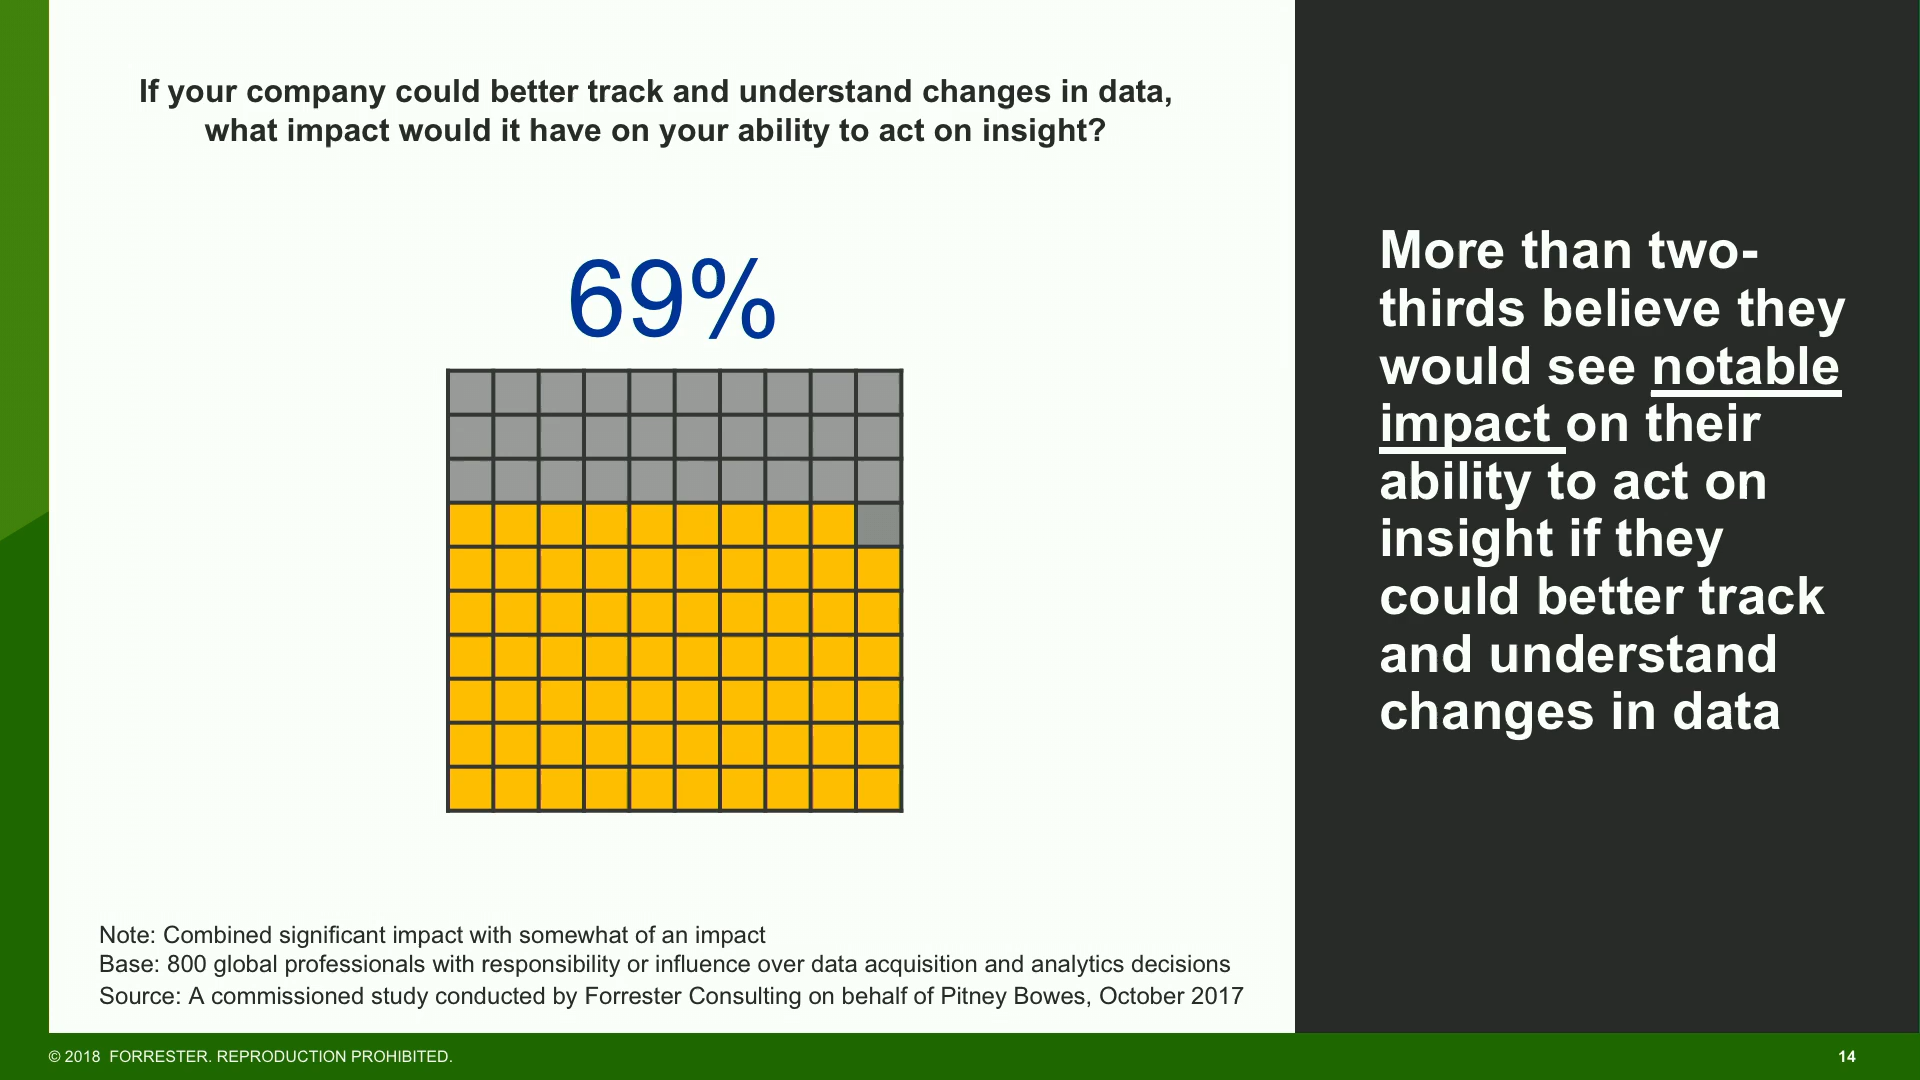 If your company could better track and understand changes in data,
what impact would it have on your ability to act on insight?
69%
More than two-
thirds believe they
would see notable
impact on their
ability to act on
insight if they
could better track
and understand
changes in data
Note: Combined significant impact with somewhat of an impact
Base: 800 global professionals with responsibility or influence over data acquisition and analytics decisions
Source: A commissioned study conducted by Forrester Consulting on behalf of Pitney Bowes, October 2017
© 2018 FORRESTER. REPRODUCTION PROHIBITED.
14